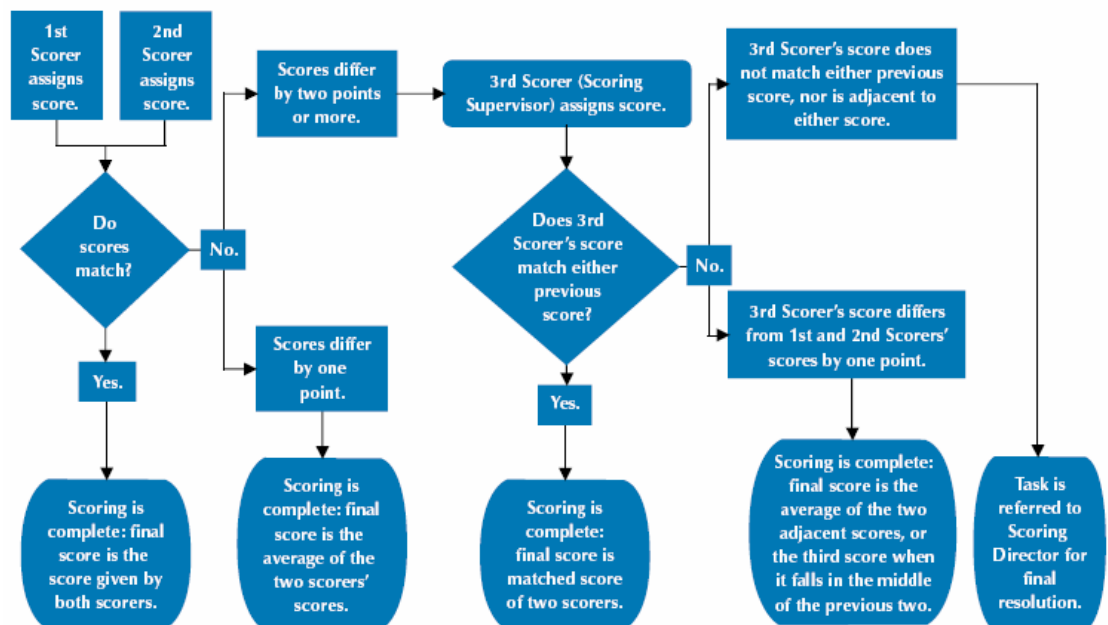 1st
Scorer
assigns
score.
2nd
Scorer
assigns
score.
Do
scores
match?
No.
Yes.
Scoring is
complete: final
score is the
score given by
both scorers.
Scores differ
by two points
or more.
Scores differ
by one
point.
Scoring is
complete: final
score is the
average of the
two scorers’
scores.
3rd Scorer (Scoring
Supervisor) assigns score.
Does 3rd
Scorer’s score
match either
previous
score?
No.
Yes.
Scoring is
complete:
final score is
matched score
of two scorers.
3rd Scorer’s score does
not match either previous
score, nor is adjacent to
either score.
3rd Scorer’s score differs
from 1st and 2nd Scorers’
scores by one point.
Scoring is complete:
final score is the
average of the two
adjacent scores, or
the third score when
it falls in the middle
of the previous two.
Task is
referred to
Scoring
Director for
final
resolution.